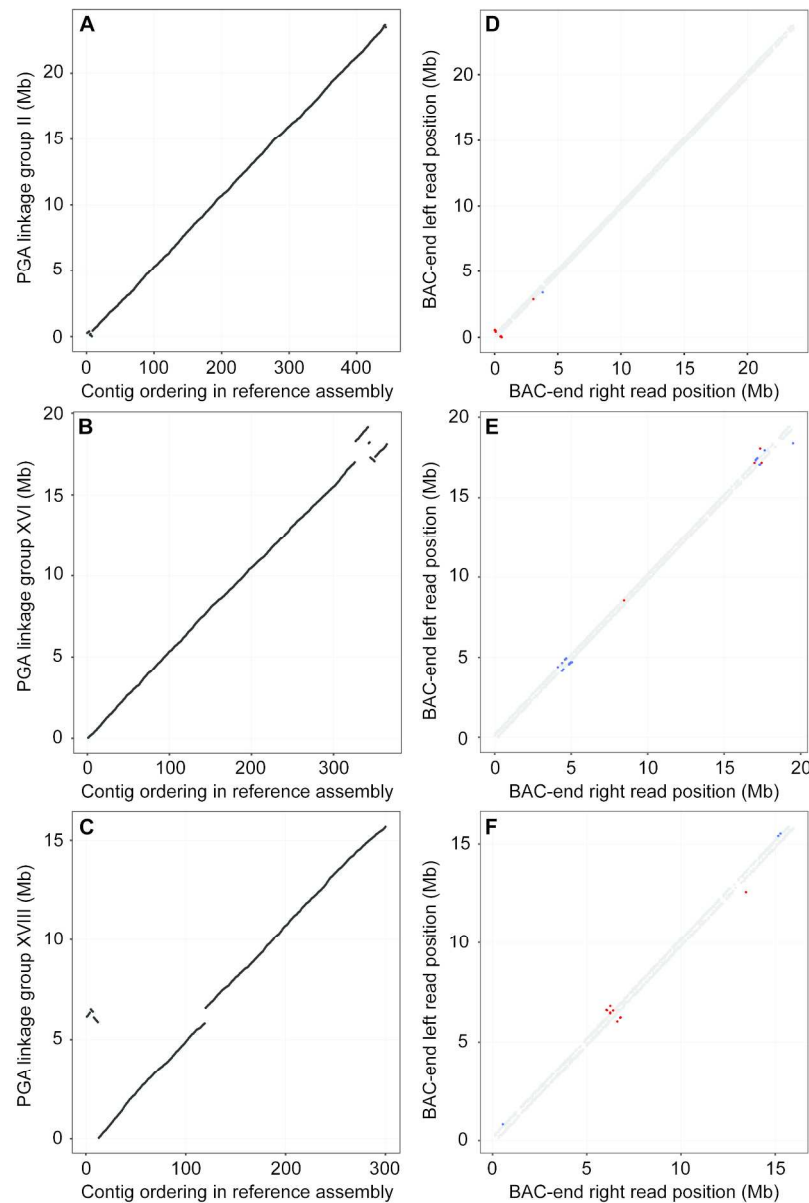 A
PGA linkage group II (Mb)
20
15
10
5
0
0 100 200 300 400
Contig ordering in reference assembly
D
BAC-end left read position (Mb)
20
15
10
5
0
0 5 10 15 20
BAC-end right read position (Mb)
B
PGA linkage group XVI (Mb)
20
15
10
5
0
0 100 200 300
Contig ordering in reference assembly
E
BAC-end left read position (Mb)
20
15
10
5
0
0 5 10 15 20
BAC-end right read position (Mb)
C
PGA linkage group XVIII (Mb)
15
10
5
0
0 100 200 300
Contig ordering in reference assembly
F
BAC-end left read position (Mb)
15
10
5
0
0 5 10 15
BAC-end right read position (Mb)